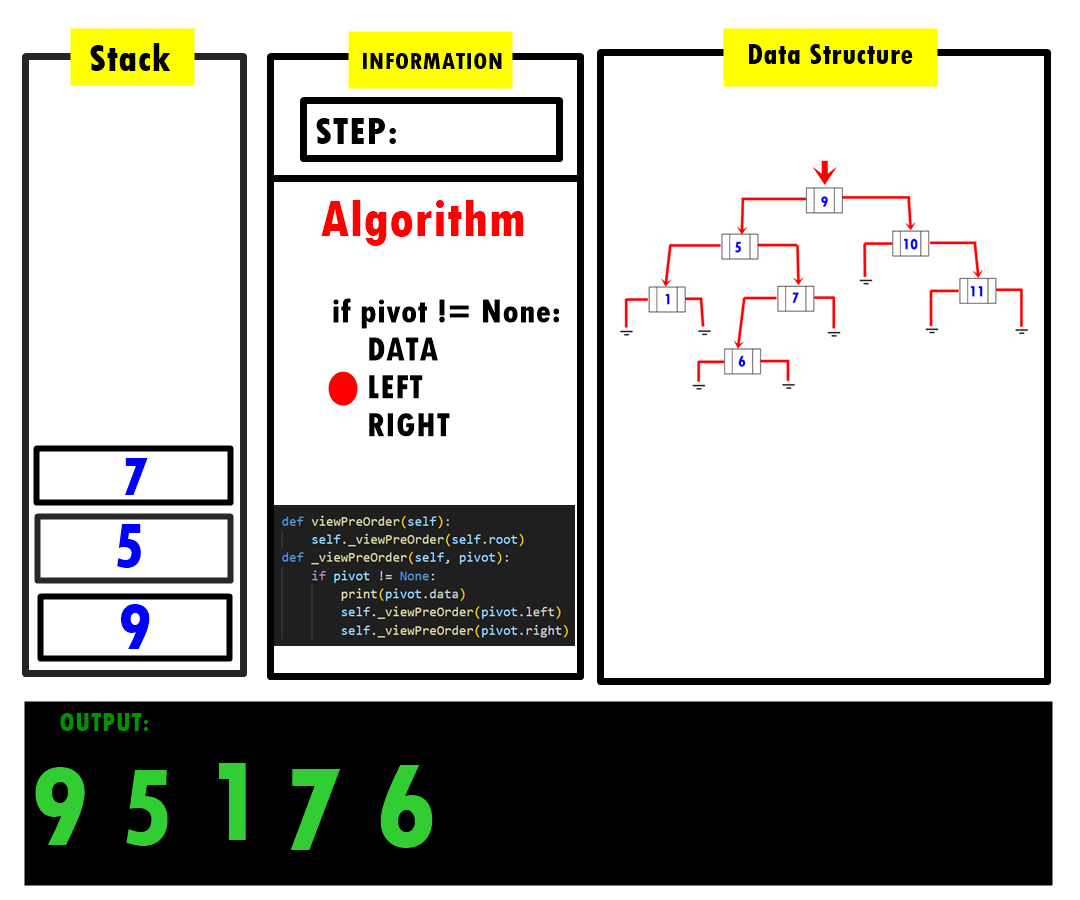 Stack
7
5
9
INFORMATION
STEP:
Algorithm
if pivot != None:
DATA
LEFT
RIGHT
def viewPreOrder(self):
self._viewPreOrder(self.root)
def _viewPreOrder(self, pivot):
if pivot != None:
print(pivot.data)
self._viewPreOrder(pivot.left)
self._viewPreOrder(pivot.right)
Data Structure
9
5
10
1
7
11
6
OUTPUT:
9 5 1 7 6